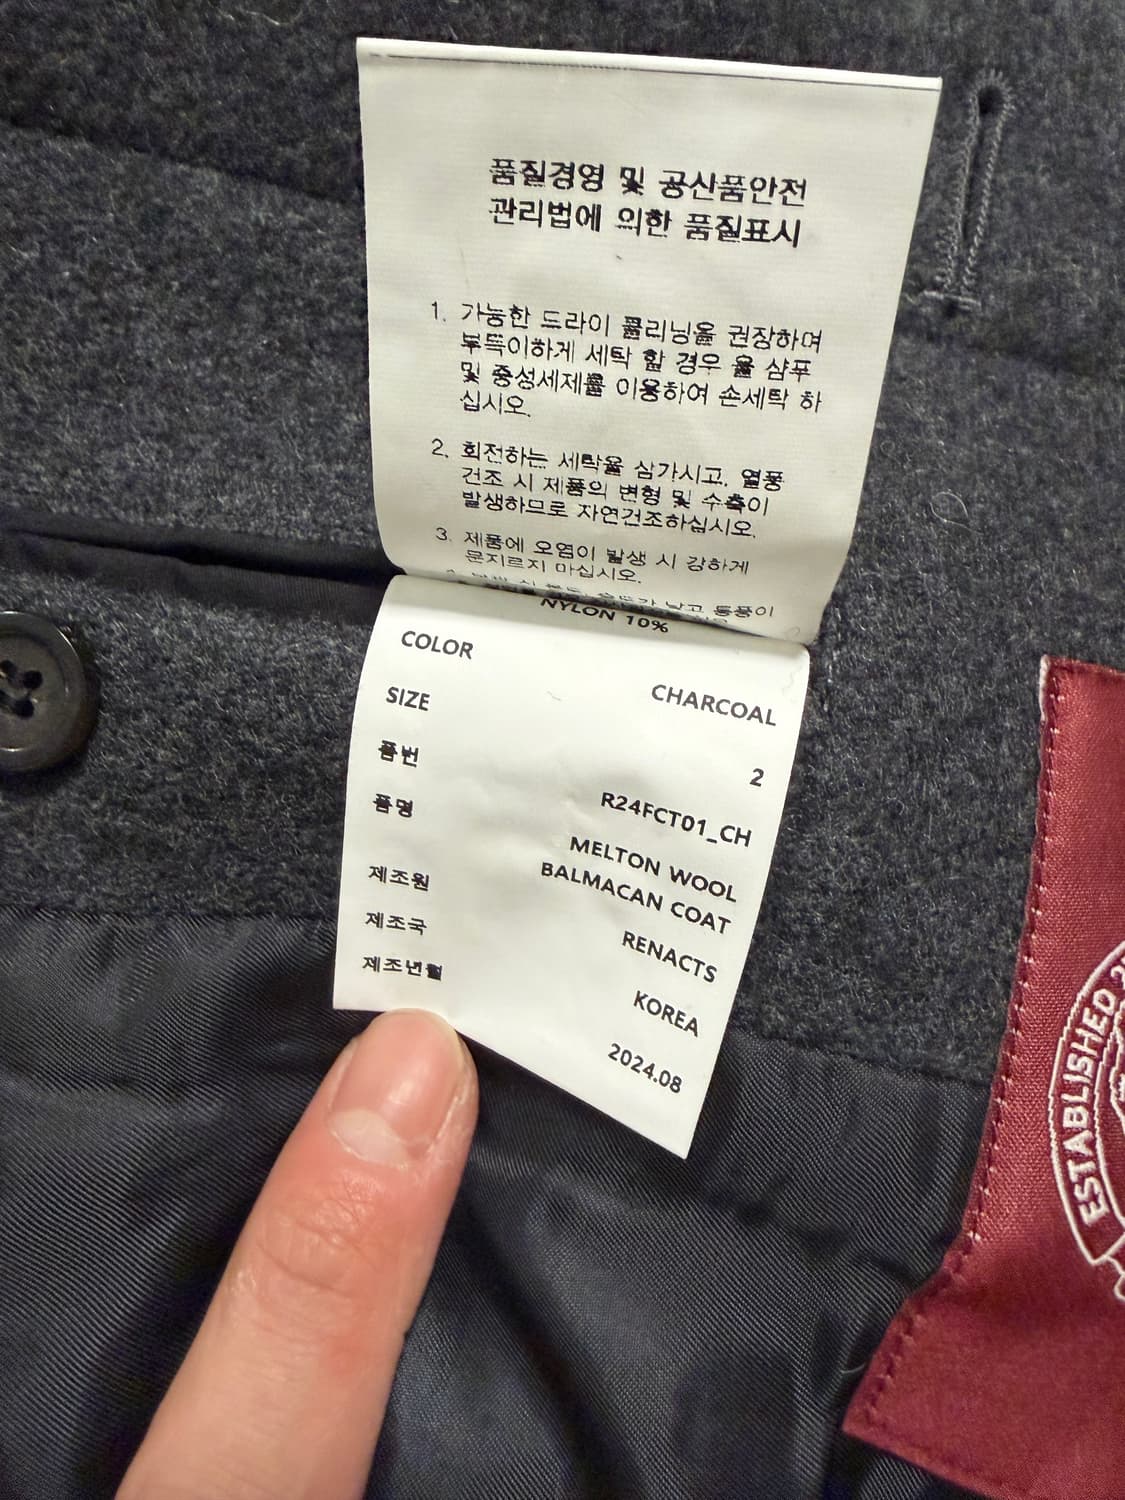 품질경영 및 공산품안전
관리법에 의한 품질표시
1. 가능한 드라이 클리닝을 권장하며
부득이하게 세탁 할 경우 울 샴푸
및 중성세제를 이용하여 손세탁 하
십시오.
2. 회전하는 세탁을 삼가시고, 열풍
건조 시 제품의 변형 및 수축이
발생하므로 자연건조하십시오.
3. 제품에 오염이 발생 시 강하게
문지르지 마십시오.
통풍이
NYLON 10%
COLOR CHARCOAL
SIZE 2
품번 R24FCT01_CH
품명 MELTON WOOL
BALMACAN COAT
제조원 RENACTS
제조국 KOREA
제조년월 2024.08
ESTABLISHED